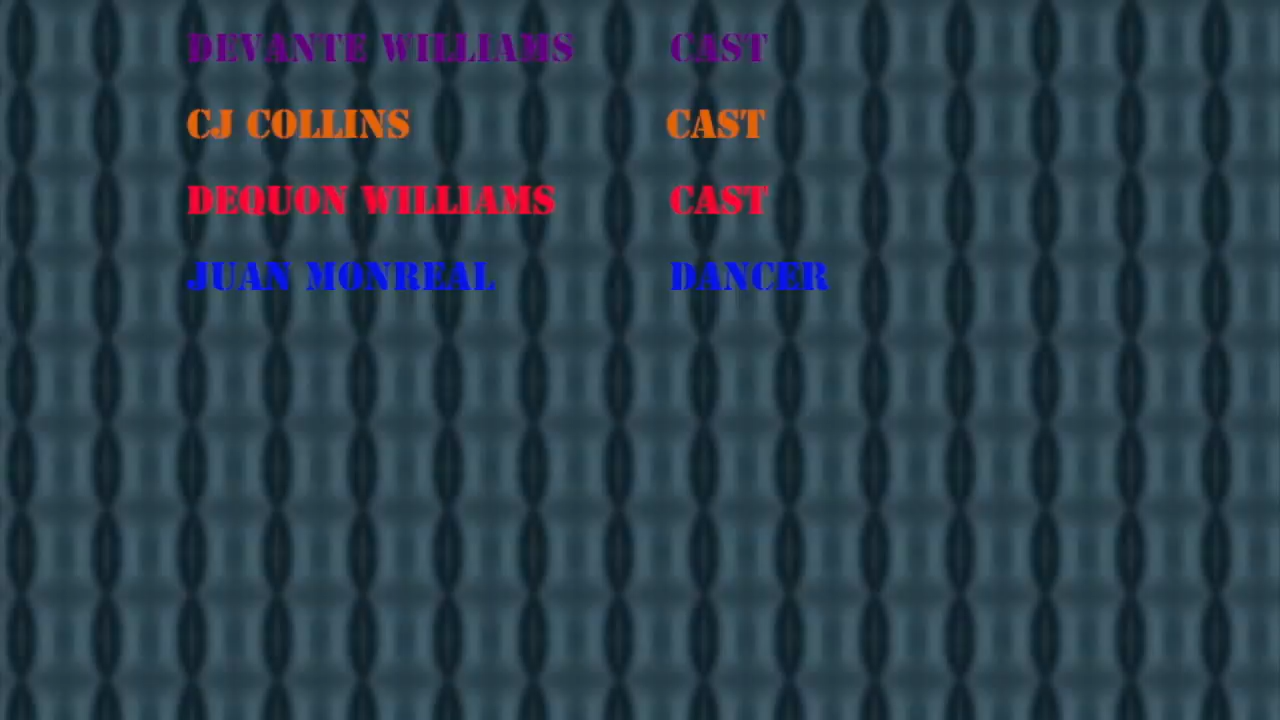 DEVANTE WILLIAMS CAST
CJ COLLINS CAST
DEQUON WILLIAMS CAST
JUAN MONREAL DANCER